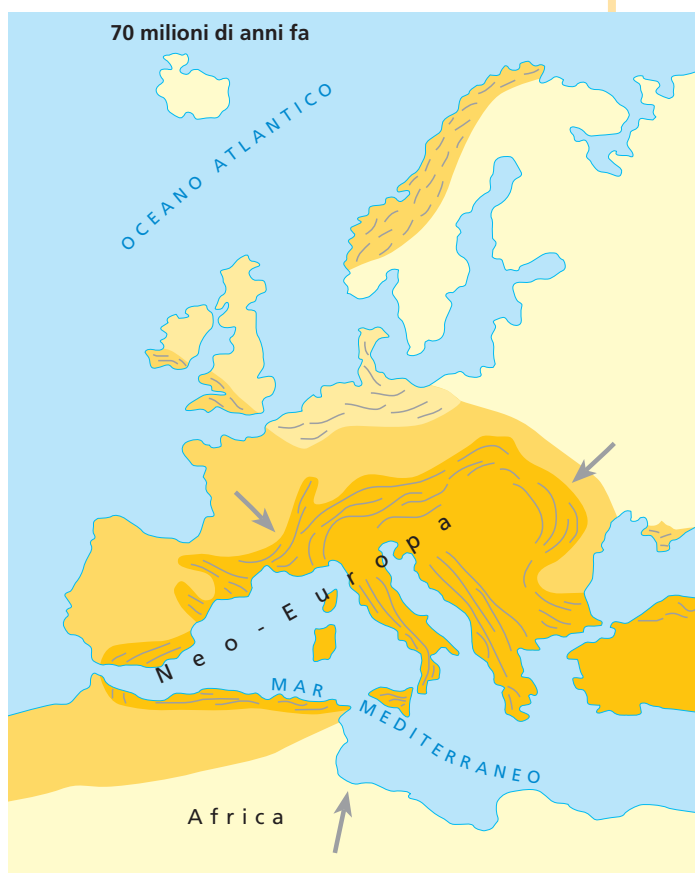 70 milioni di anni fa
OCEANO ATLANTICO
Neo-Europa
MAR MEDITERRANEO
Africa